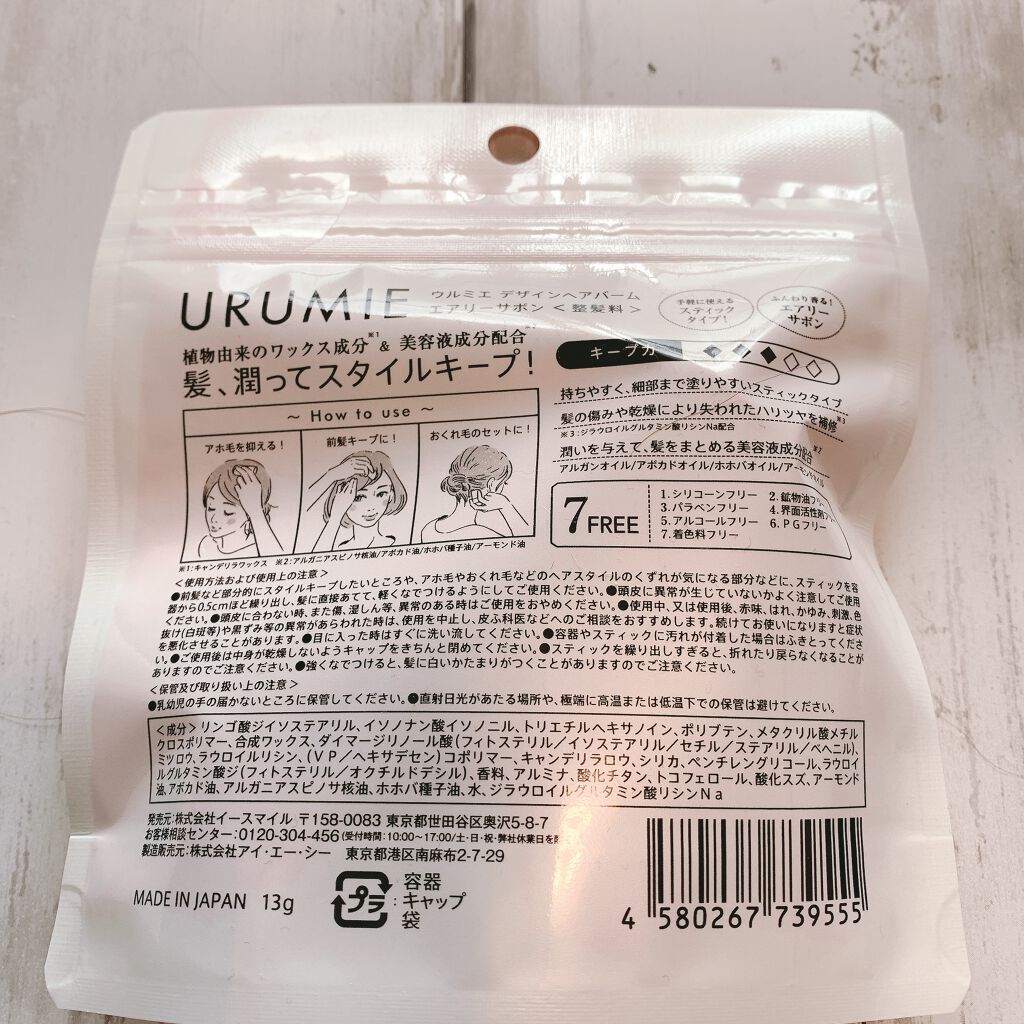 URUMIE
ウルミエ デザインヘアバーム
エアリーサボン <整髪料>
手軽に使える
スティック
タイプ!
ふんわり香る!
エアリー
サボン
植物由来のワックス成分※1 & 美容液成分配合※2
髪、潤ってスタイルキープ!
キープ力
~ How to use ~
アホ毛を抑える!
前髪キープに!
おくれ毛のセットに!
※1:キャンデリラワックス ※2:アルガニアスピノサ核油/アボカド油/ホホバ種子油/アーモンド油
持ちやすく、細部まで塗りやすいスティックタイプ
髪の傷みや乾燥により失われたハリツヤを補修※3
※3:ジラウロイルグルタミン酸リシンNa配合
潤いを与えて、髪をまとめる美容液成分配合※2
アルガンオイル/アボカドオイル/ホホバオイル/アーモンドオイル
7FREE
1.シリコーンフリー 2.鉱物油フリー
3.パラベンフリー 4.界面活性剤フリー
5.アルコールフリー 6.PGフリー
7.着色料フリー
<使用方法および使用上の注意>
●前髪など部分的にスタイルキープしたいところや、アホ毛やおくれ毛などのヘアスタイルのくずれが気になる部分などに、スティックを容
器から0.5cmほど繰り出し、髪に直接あてて、軽くなでつけるようにしてご使用ください。●頭皮に異常が生じていないかよく注意してご使用
ください。●頭皮に合わない時、また傷、湿しん等、異常のある時はご使用をおやめください。●使用中、又は使用後、赤味、はれ、かゆみ、刺激、色
抜け(白斑等)や黒ずみ等の異常があらわれた時は、使用を中止し、皮ふ科医などへのご相談をおすすめします。続けてお使いになりますと症状
を悪化させることがあります。●目に入った時はすぐに洗い流してください。●容器やスティックに汚れが付着した場合はふきとってくださ
い。●ご使用後は中身が乾燥しないようキャップをきちんと閉めてください。●スティックを繰り出しすぎると、折れたり戻らなくなることが
ありますのでご注意ください。●強くなでつけると、髪に白いかたまりがつくことがありますのでご注意ください。
<保管及び取り扱い上の注意>
●乳幼児の手の届かないところに保管してください。●直射日光があたる場所や、極端に高温または低温下での保管は避けてください。
<成分>リンゴ酸ジイソステアリル、イソノナン酸イソノニル、トリエチルヘキサノイン、ポリブテン、メタクリル酸メチル
クロスポリマー、合成ワックス、ダイマージリノール酸(フィトステリル/イソステアリル/セチル/ステアリル/ベヘニル)、
ミツロウ、ラウロイルリシン、(VP/ヘキサデセン)コポリマー、キャンデリラロウ、シリカ、ペンチレングリコール、ラウロ
イルグルタミン酸ジ(フィトステリル/オクチルドデシル)、香料、アルミナ、酸化チタン、トコフェロール、酸化スズ、アーモンド
油、アボカド油、アルガニアスピノサ核油、ホホバ種子油、水、ジラウロイルグルタミン酸リシンNa
発売元:株式会社イースマイル 〒158-0083 東京都世田谷区奥沢5-8-7
お客様相談センター:0120-304-456(受付時間:10:00~17:00/土・日・祝・弊社休業日を除
製造販売元:株式会社アイ・エー・シー 東京都港区南麻布2-7-29
MADE IN JAPAN 13g
プラ
:
容器
キャップ
袋
4 580267 739555